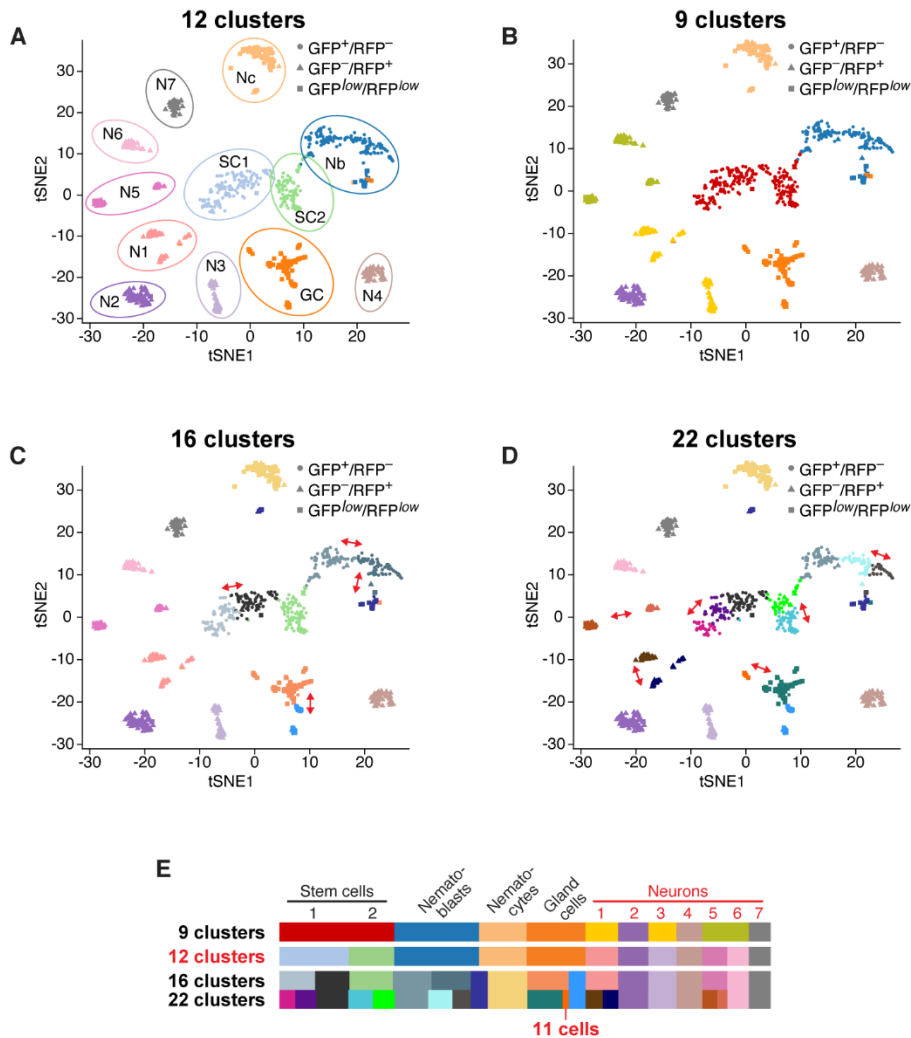 12 clusters
A
GFP+/RFP−
GFP−/RFP+
GFPlow/RFPlow
Nc
N7
N6
SC1
Nb
N5
SC2
N1
N3
N2
GC
N4
30
20
10
0
-10
-20
-30
tSNE2
-30 -20 -10 0 10 20
tSNE1
9 clusters
B
GFP+/RFP−
GFP−/RFP+
GFPlow/RFPlow
30
20
10
0
-10
-20
-30
tSNE2
-30 -20 -10 0 10 20
tSNE1
16 clusters
C
GFP+/RFP−
GFP−/RFP+
GFPlow/RFPlow
30
20
10
0
-10
-20
-30
tSNE2
-30 -20 -10 0 10 20
tSNE1
22 clusters
D
GFP+/RFP−
GFP−/RFP+
GFPlow/RFPlow
30
20
10
0
-10
-20
-30
tSNE2
-30 -20 -10 0 10 20
tSNE1
E
Stem cells
1 2
Nemato-
blasts
Nemato-
cytes
Gland
cells
Neurons
1 2 3 4 5 6 7
9 clusters
12 clusters
16 clusters
22 clusters
11 cells